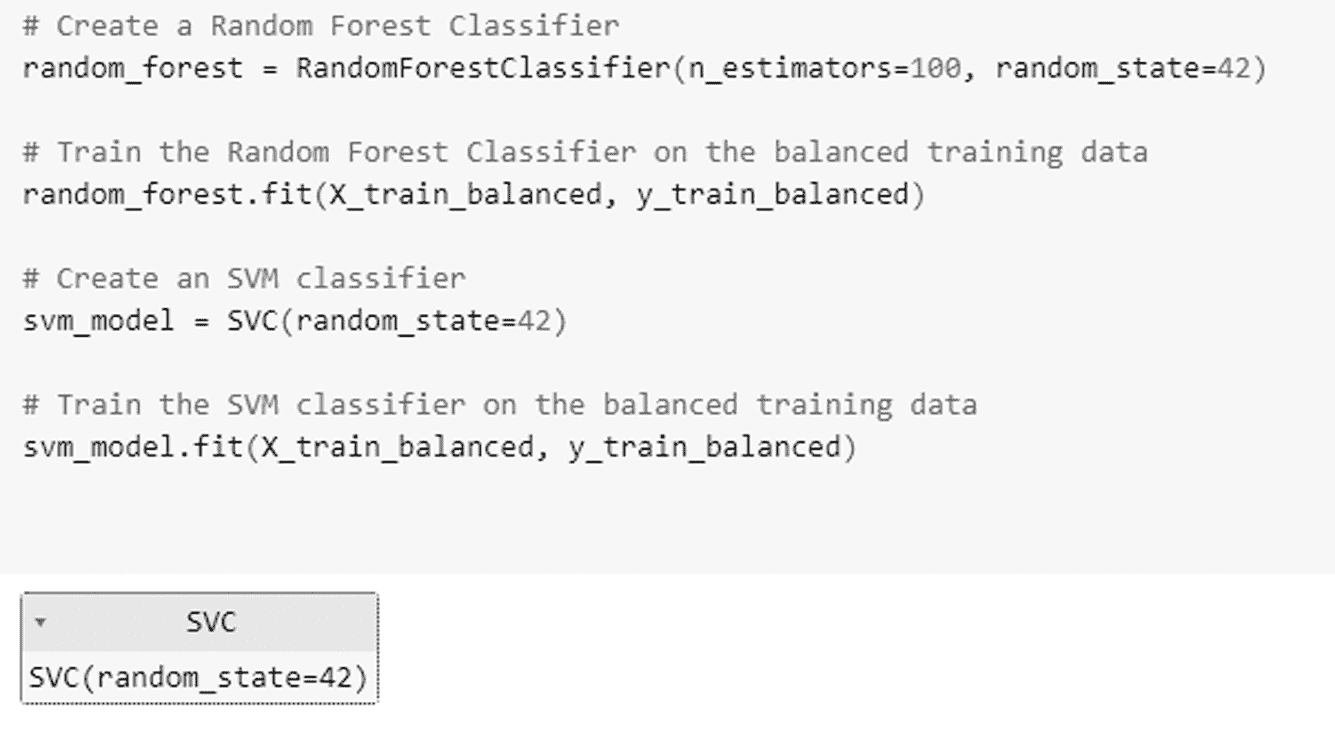 # Create a Random Forest Classifier
random_forest = RandomForestClassifier(n_estimators=100, random_state=42)
# Train the Random Forest Classifier on the balanced training data
random_forest.fit(X_train_balanced, y_train_balanced)
# Create an SVM classifier
svm_model = SVC(random_state=42)
# Train the SVM classifier on the balanced training data
svm_model.fit(X_train_balanced, y_train_balanced)
▾ SVC
SVC(random_state=42)